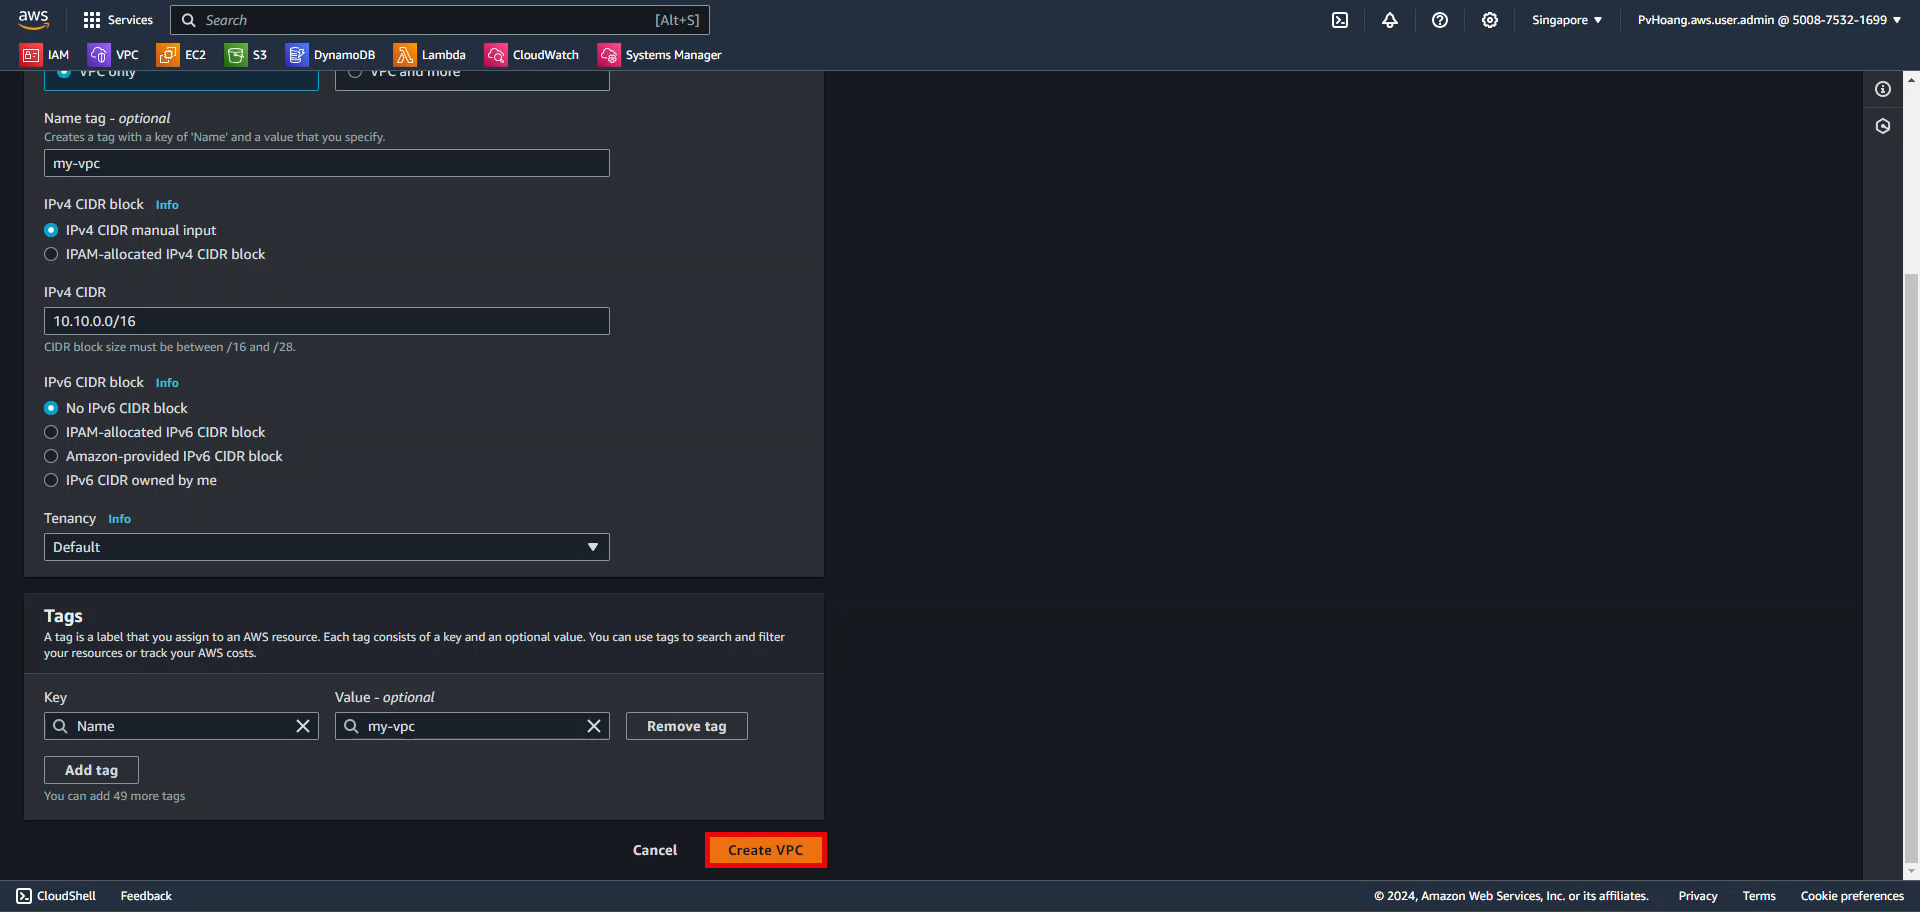 aws
Services
Search
[Alt+S]
Singapore
PvHoang.aws.user.admin @ 5008-7532-1699
IAM
VPC
EC2
S3
DynamoDB
Lambda
CloudWatch
Systems Manager
VPC only
VPC and more
Name tag - optional
Creates a tag with a key of 'Name' and a value that you specify.
my-vpc
IPv4 CIDR block Info
IPv4 CIDR manual input
IPAM-allocated IPv4 CIDR block
IPv4 CIDR
10.10.0.0/16
CIDR block size must be between /16 and /28.
IPv6 CIDR block Info
No IPv6 CIDR block
IPAM-allocated IPv6 CIDR block
Amazon-provided IPv6 CIDR block
IPv6 CIDR owned by me
Tenancy Info
Default
Tags
A tag is a label that you assign to an AWS resource. Each tag consists of a key and an optional value. You can use tags to search and filter
your resources or track your AWS costs.
Key
Value - optional
Name
my-vpc
Remove tag
Add tag
You can add 49 more tags
Cancel
Create VPC
CloudShell
Feedback
© 2024, Amazon Web Services, Inc. or its affiliates.
Privacy
Terms
Cookie preferences